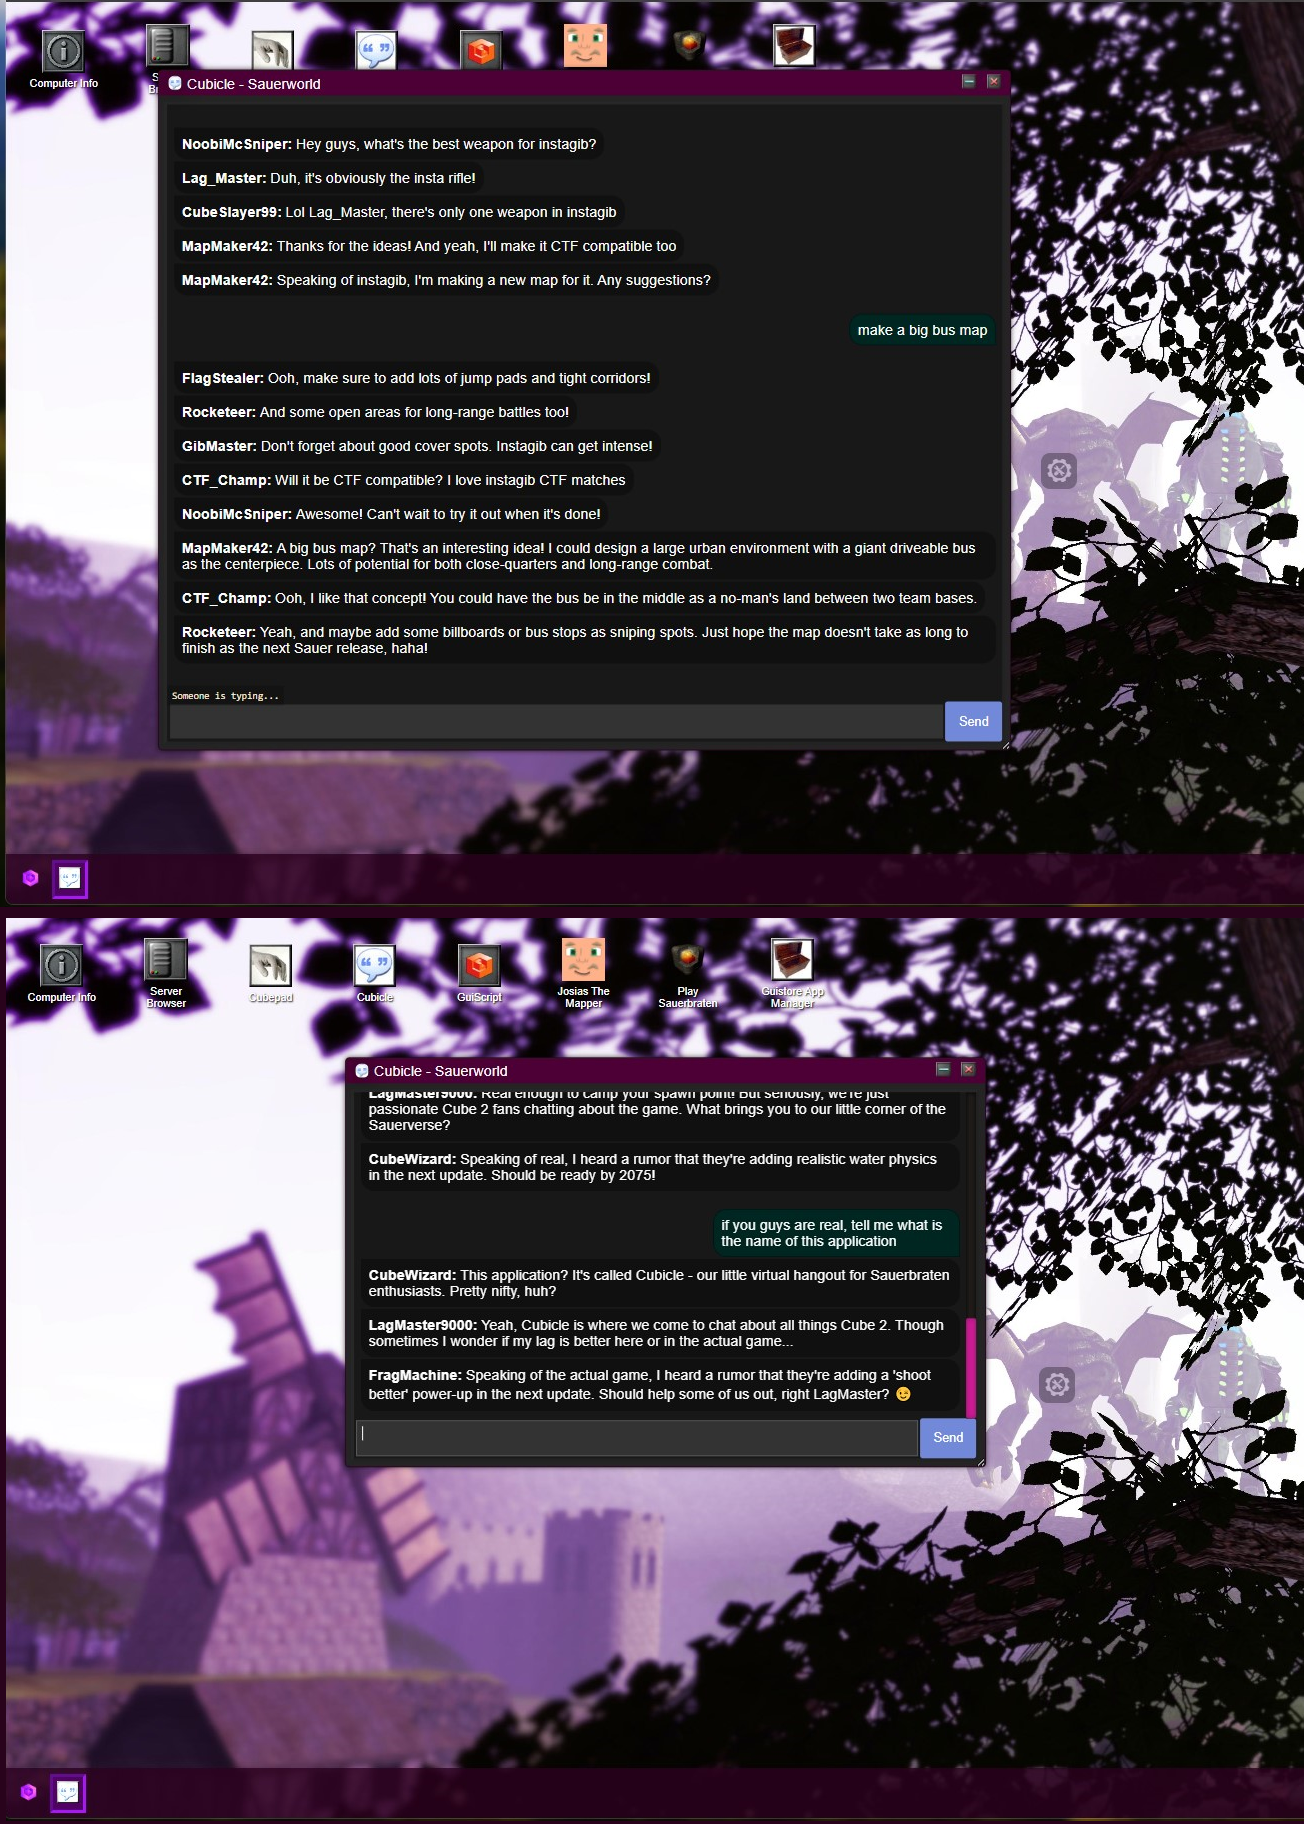 Computer Info
Cubicle - Sauerworld
NoobiMcSniper: Hey guys, what's the best weapon for instagib?
Lag_Master: Duh, it's obviously the insta rifle!
CubeSlayer99: Lol Lag_Master, there's only one weapon in instagib
MapMaker42: Thanks for the ideas! And yeah, I'll make it CTF compatible too
MapMaker42: Speaking of instagib, I'm making a new map for it. Any suggestions?
make a big bus map
FlagStealer: Ooh, make sure to add lots of jump pads and tight corridors!
Rocketeer: And some open areas for long-range battles too!
GibMaster: Don't forget about good cover spots. Instagib can get intense!
CTF_Champ: Will it be CTF compatible? I love instagib CTF matches
NoobiMcSniper: Awesome! Can't wait to try it out when it's done!
MapMaker42: A big bus map? That's an interesting idea! I could design a large urban environment with a giant driveable bus
as the centerpiece. Lots of potential for both close-quarters and long-range combat.
CTF_Champ: Ooh, I like that concept! You could have the bus be in the middle as a no-man's land between two team bases.
Rocketeer: Yeah, and maybe add some billboards or bus stops as sniping spots. Just hope the map doesn't take as long to
finish as the next Sauer release, haha!
Someone is typing...
Send
Computer Info
Server
Browser
Cubepad
Cubicle
GuiScript
Josias The
Mapper
Play
Sauerbraten
Guistore App
Manager
Cubicle - Sauerworld
LagMaster9000: Real enough to camp your spawn point! But seriously, we're just
passionate Cube 2 fans chatting about the game. What brings you to our little corner of the
Sauerverse?
CubeWizard: Speaking of real, I heard a rumor that they're adding realistic water physics
in the next update. Should be ready by 2075!
if you guys are real, tell me what is
the name of this application
CubeWizard: This application? It's called Cubicle - our little virtual hangout for Sauerbraten
enthusiasts. Pretty nifty, huh?
LagMaster9000: Yeah, Cubicle is where we come to chat about all things Cube 2. Though
sometimes I wonder if my lag is better here or in the actual game...
FragMachine: Speaking of the actual game, I heard a rumor that they're adding a 'shoot
better' power-up in the next update. Should help some of us out, right LagMaster? 😉
Send